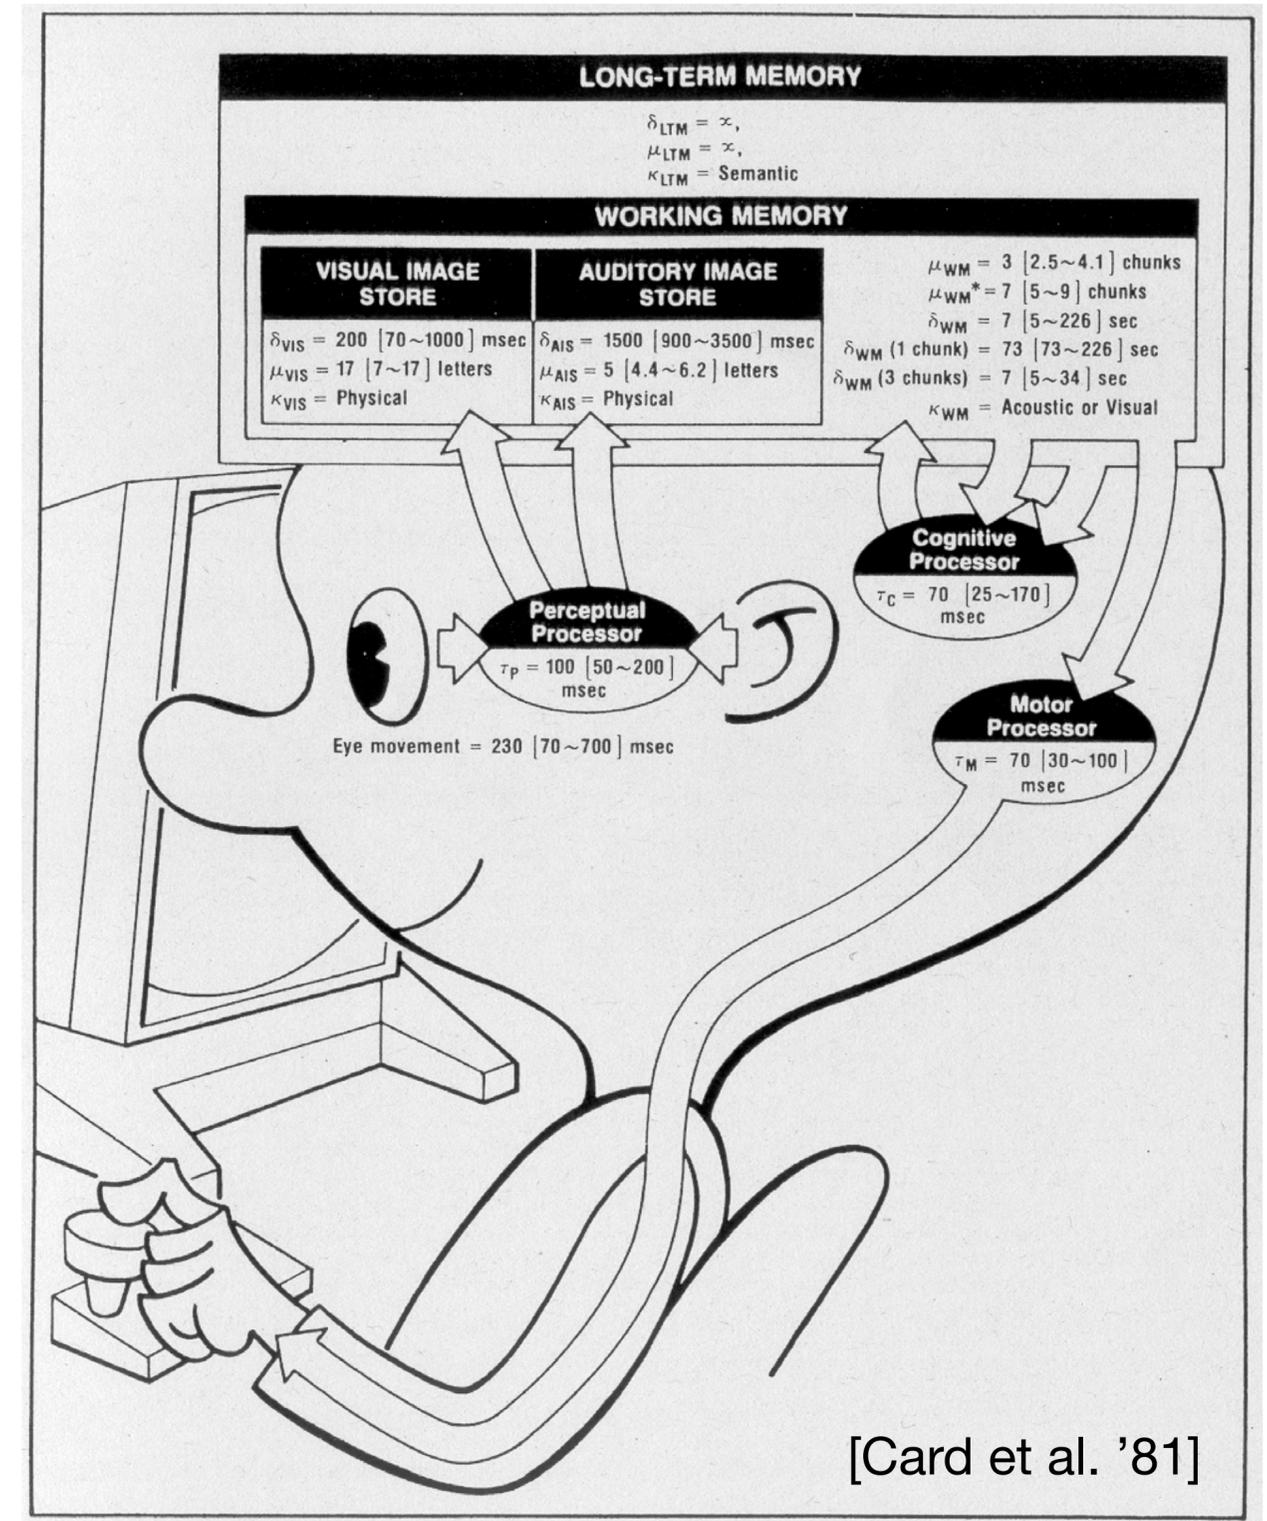 LONG-TERM MEMORY
δLTM = ∝,
μLTM = ∝,
κLTM = Semantic
WORKING MEMORY
VISUAL IMAGE
STORE
δVIS = 200 [70~1000] msec
μVIS = 17 [7~17] letters
κVIS = Physical
AUDITORY IMAGE
STORE
δAIS = 1500 [900~3500] msec
μAIS = 5 [4.4~6.2] letters
κAIS = Physical
μWM = 3 [2.5~4.1] chunks
μWM* = 7 [5~9] chunks
δWM = 7 [5~226] sec
δWM (1 chunk) = 73 [73~226] sec
δWM (3 chunks) = 7 [5~34] sec
κWM = Acoustic or Visual
Cognitive
Processor
τC = 70 [25~170]
msec
Perceptual
Processor
τP = 100 [50~200]
msec
Eye movement = 230 [70~700] msec
Motor
Processor
τM = 70 [30~100]
msec
[Card et al. ’81]